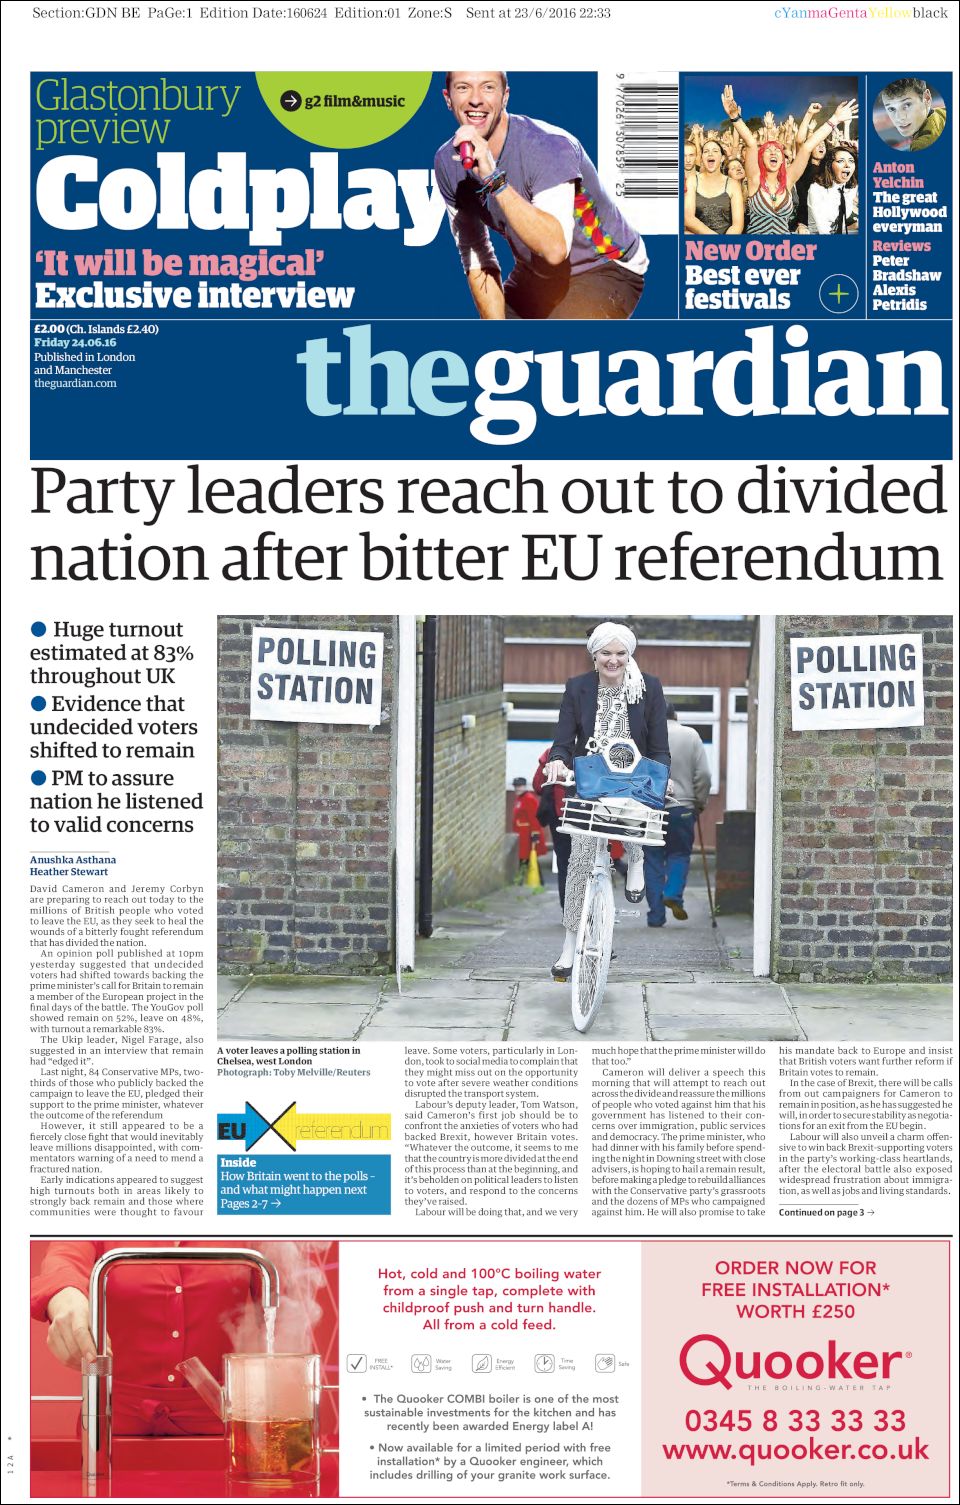 Section:GDN BE PaGe:1 Edition Date:160624 Edition:01 Zone:S Sent at 23/6/2016 22:33 cYanmaGentaYellowblack
Glastonbury
preview
Coldplay
‘It will be magical’
Exclusive interview
g2 film&music
9 770261 307859 25
New Order
Best ever
festivals
Anton
Yelchin
The great
Hollywood
everyman
Reviews
Peter
Bradshaw
Alexis
Petridis
£2.00 (Ch. Islands £2.40)
Friday 24.06.16
Published in London
and Manchester
theguardian.com
theguardian
Party leaders reach out to divided
nation after bitter EU referendum
● Huge turnout
estimated at 83%
throughout UK
● Evidence that
undecided voters
shifted to remain
● PM to assure
nation he listened
to valid concerns
POLLING
STATION
POLLING
STATION
Anushka Asthana
Heather Stewart
David Cameron and Jeremy Corbyn
are preparing to reach out today to the
millions of British people who voted
to leave the EU, as they seek to heal the
wounds of a bitterly fought referendum
that has divided the nation.
An opinion poll published at 10pm
yesterday suggested that undecided
voters had shifted towards backing the
prime minister's call for Britain to remain
a member of the European project in the
final days of the battle. The YouGov poll
showed remain on 52%, leave on 48%,
with turnout a remarkable 83%.
The Ukip leader, Nigel Farage, also
suggested in an interview that remain
had “edged it”.
Last night, 84 Conservative MPs, two-
thirds of those who publicly backed the
campaign to leave the EU, pledged their
support to the prime minister, whatever
the outcome of the referendum
However, it still appeared to be a
fiercely close fight that would inevitably
leave millions disappointed, with com-
mentators warning of a need to mend a
fractured nation.
Early indications appeared to suggest
high turnouts both in areas likely to
strongly back remain and those where
communities were thought to favour
A voter leaves a polling station in
Chelsea, west London
Photograph: Toby Melville/Reuters
EU referendum
Inside
How Britain went to the polls –
and what might happen next
Pages 2-7 →
leave. Some voters, particularly in Lon-
don, took to social media to complain that
they might miss out on the opportunity
to vote after severe weather conditions
disrupted the transport system.
Labour's deputy leader, Tom Watson,
said Cameron's first job should be to
confront the anxieties of voters who had
backed Brexit, however Britain votes.
“Whatever the outcome, it seems to me
that the country is more divided at the end
of this process than at the beginning, and
it's beholden on political leaders to listen
to voters, and respond to the concerns
they've raised.
Labour will be doing that, and we very
much hope that the prime minister will do
that too.”
Cameron will deliver a speech this
morning that will attempt to reach out
across the divide and reassure the millions
of people who voted against him that his
government has listened to their con-
cerns over immigration, public services
and democracy. The prime minister, who
had dinner with his family before spend-
ing the night in Downing street with close
advisers, is hoping to hail a remain result,
before making a pledge to rebuild alliances
with the Conservative party's grassroots
and the dozens of MPs who campaigned
against him. He will also promise to take
his mandate back to Europe and insist
that British voters want further reform if
Britain votes to remain.
In the case of Brexit, there will be calls
from out campaigners for Cameron to
remain in position, as he has suggested he
will, in order to secure stability as negotia-
tions for an exit from the EU begin.
Labour will also unveil a charm offen-
sive to win back Brexit-supporting voters
in the party's working-class heartlands,
after the electoral battle also exposed
widespread frustration about immigra-
tion, as well as jobs and living standards.
Continued on page 3 →
Hot, cold and 100°C boiling water
from a single tap, complete with
childproof push and turn handle.
All from a cold feed.
FREE
INSTALL*
Water
Saving
Energy
Efficient
Time
Saving
Safe
• The Quooker COMBI boiler is one of the most
sustainable investments for the kitchen and has
recently been awarded Energy label A!
• Now available for a limited period with free
installation* by a Quooker engineer, which
includes drilling of your granite work surface.
ORDER NOW FOR
FREE INSTALLATION*
WORTH £250
Quooker®
THE BOILING-WATER TAP
0345 8 33 33 33
www.quooker.co.uk
*Terms & Conditions Apply. Retro fit only.
12A *